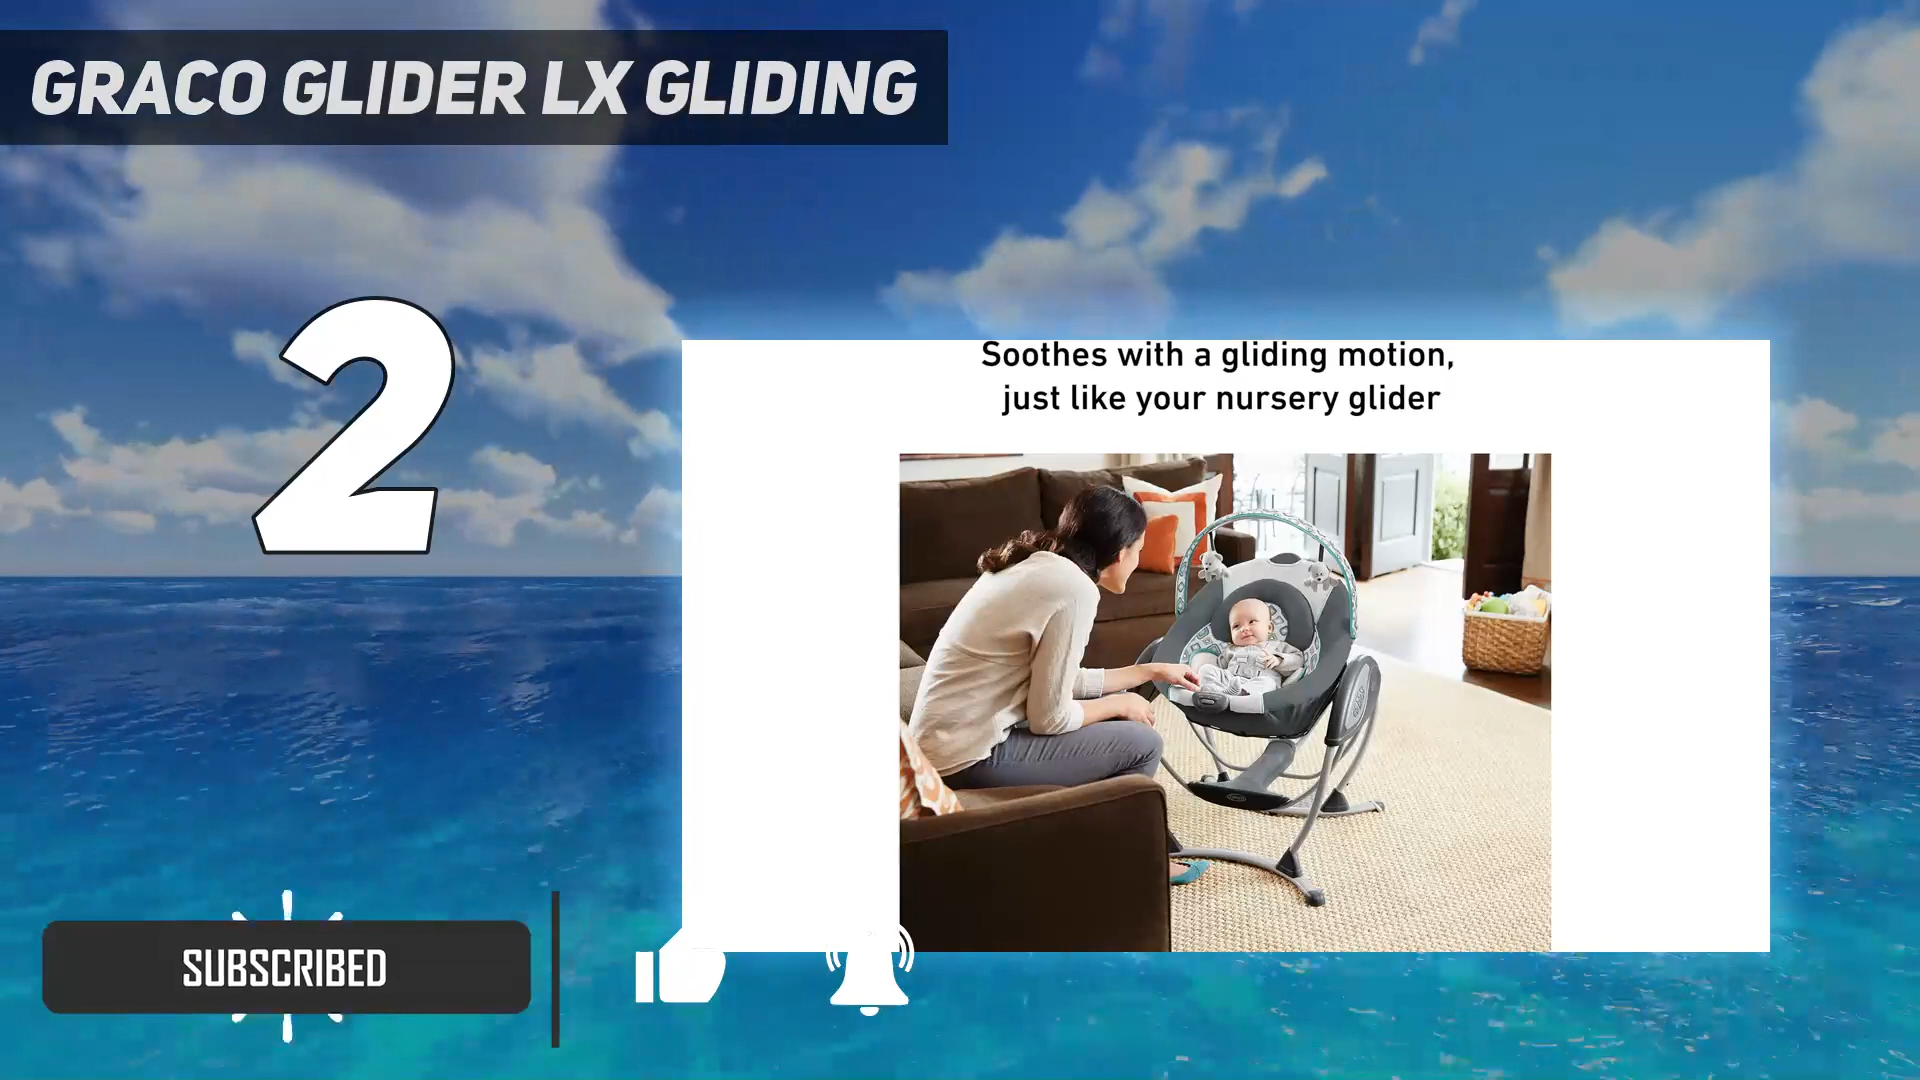 GRACO GLIDER LX GLIDING
2
Soothes with a gliding motion,
just like your nursery glider
SUBSCRIBED